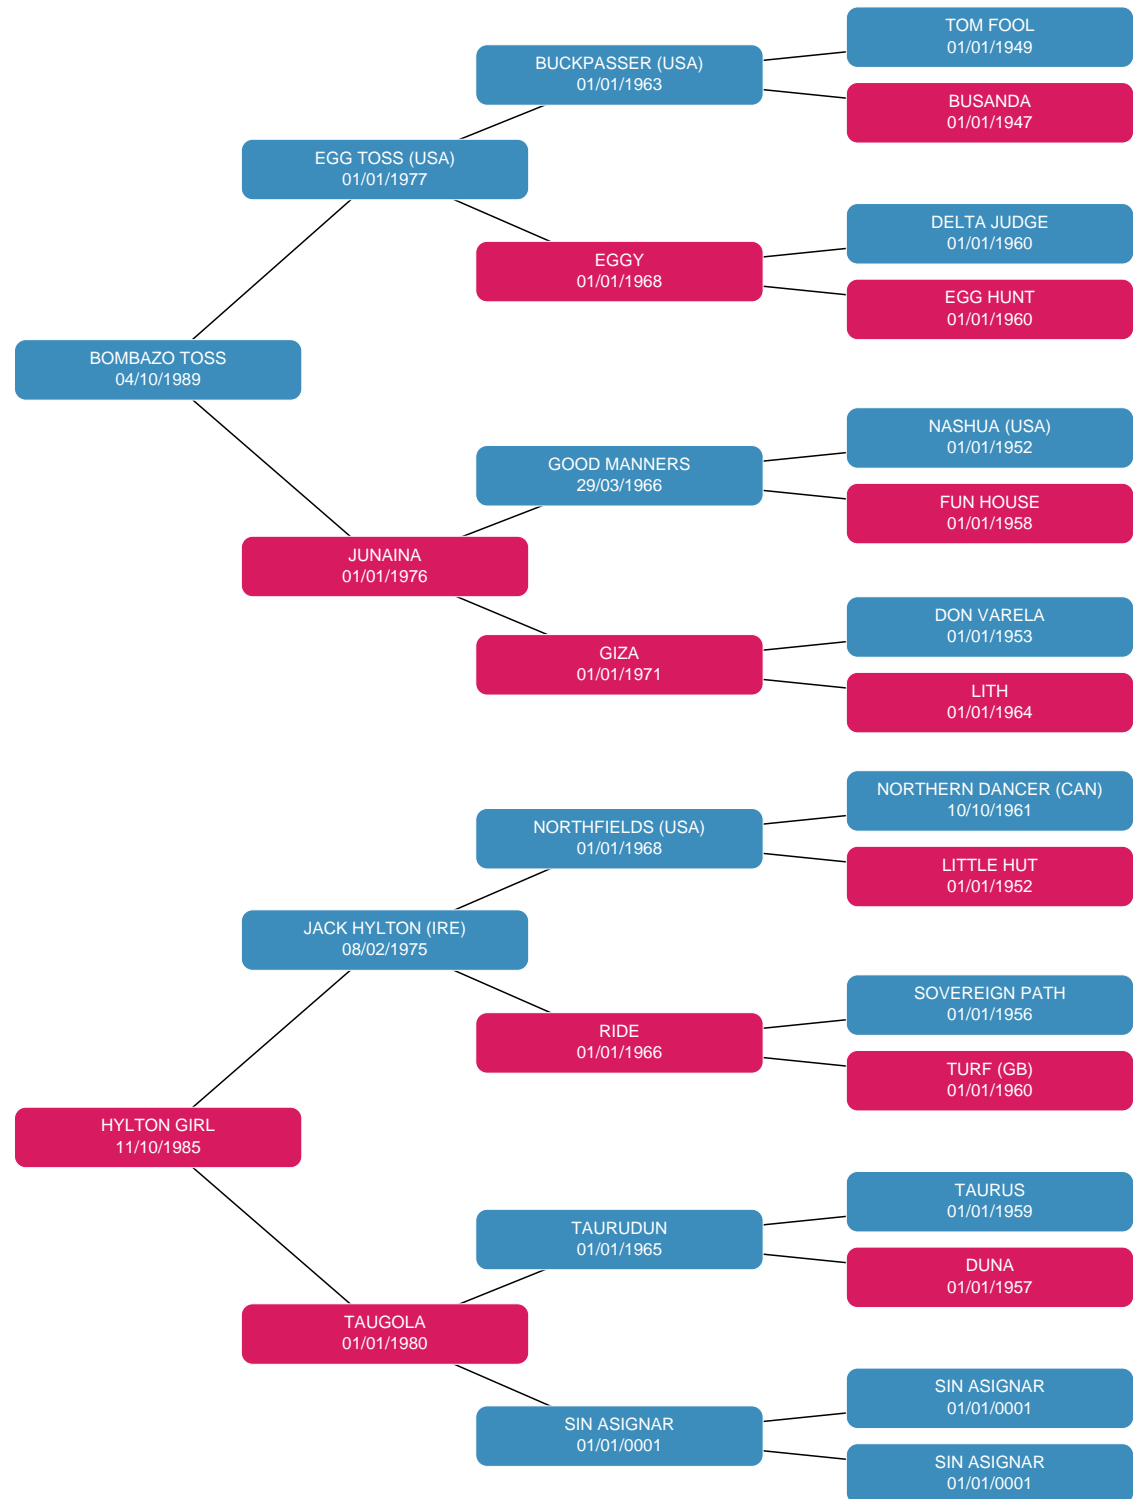 TOM FOOL
01/01/1949
BUCKPASSER (USA)
01/01/1963
BUSANDA
01/01/1947
EGG TOSS (USA)
01/01/1977
DELTA JUDGE
01/01/1960
EGGY
01/01/1968
EGG HUNT
01/01/1960
BOMBAZO TOSS
04/10/1989
NASHUA (USA)
01/01/1952
GOOD MANNERS
29/03/1966
FUN HOUSE
01/01/1958
JUNAINA
01/01/1976
DON VARELA
01/01/1953
GIZA
01/01/1971
LITH
01/01/1964
NORTHERN DANCER (CAN)
10/10/1961
NORTHFIELDS (USA)
01/01/1968
LITTLE HUT
01/01/1952
JACK HYLTON (IRE)
08/02/1975
SOVEREIGN PATH
01/01/1956
RIDE
01/01/1966
TURF (GB)
01/01/1960
HYLTON GIRL
11/10/1985
TAURUS
01/01/1959
TAURUDUN
01/01/1965
DUNA
01/01/1957
TAUGOLA
01/01/1980
SIN ASIGNAR
01/01/0001
SIN ASIGNAR
01/01/0001
SIN ASIGNAR
01/01/0001